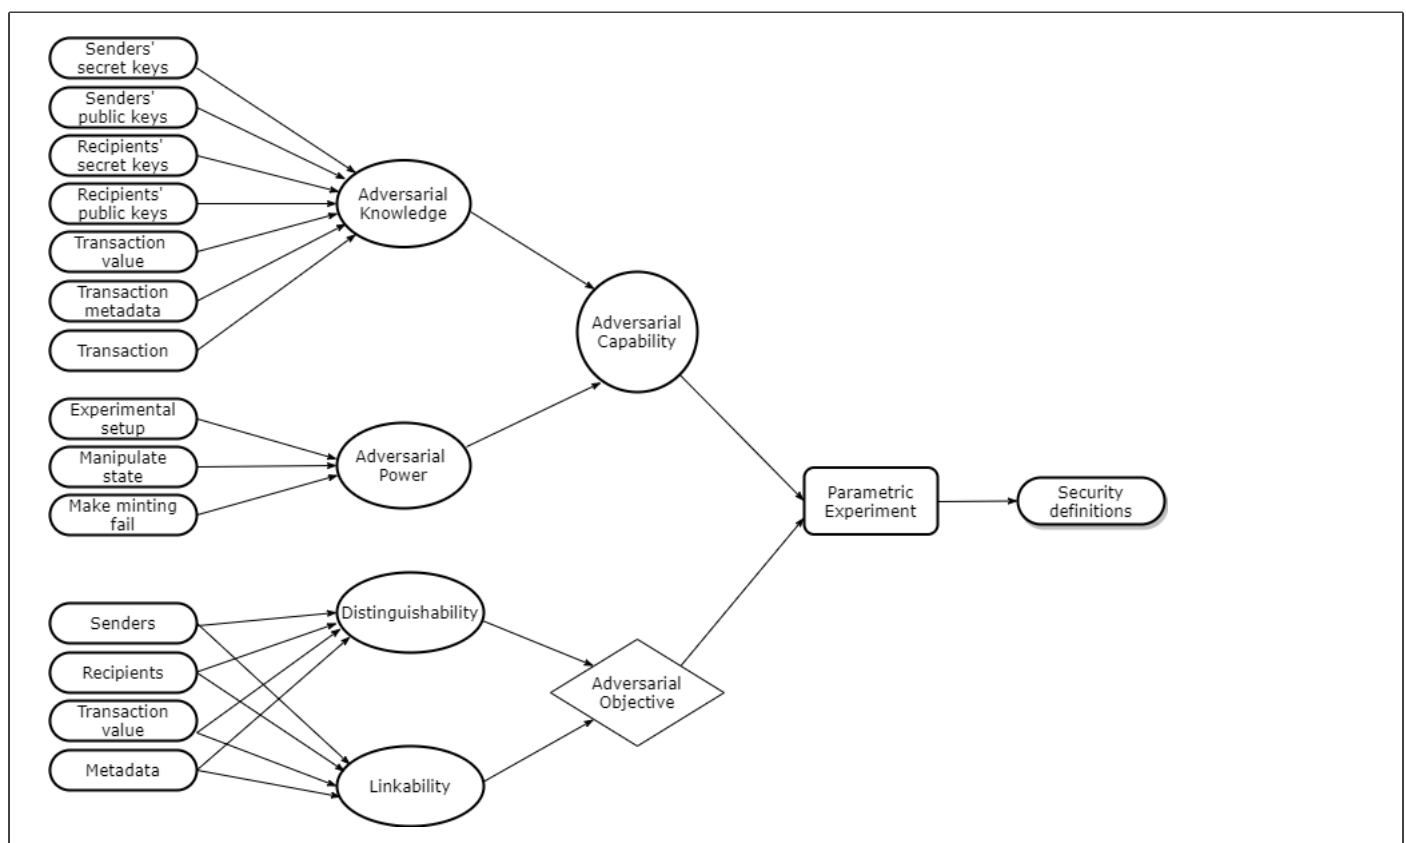 Senders'
secret keys
Senders'
public keys
Recipients'
secret keys
Recipients'
public keys
Transaction
value
Transaction
metadata
Transaction
Adversarial
Knowledge
Experimental
setup
Manipulate
state
Make minting
fail
Adversarial
Power
Adversarial
Capability
Senders
Recipients
Transaction
value
Metadata
Distinguishability
Linkability
Adversarial
Objective
Parametric
Experiment
Security
definitions